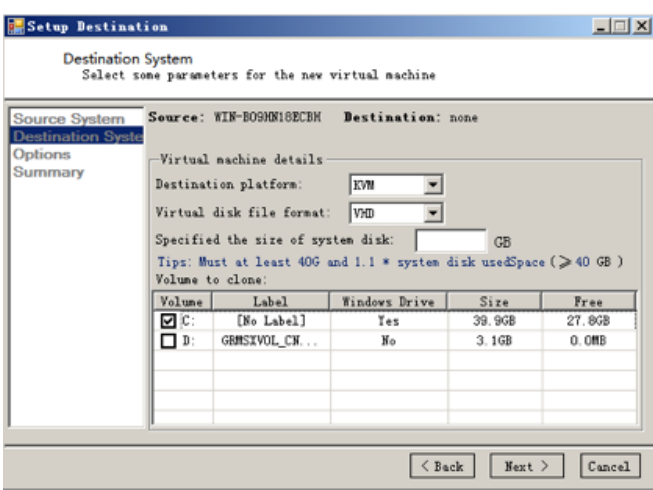 Setup Destination
Destination System
Select some parameters for the new virtual machine
Source System
Destination Syste
Options
Summary
Source: WIN-BO9HN18ECBM Destination: none
Virtual machine details
Destination platform: KVM
Virtual disk file format: VHD
Specified the size of system disk: GB
Tips: Must at least 40G and 1.1 * system disk usedSpace (⩾40 GB )
Volume to clone:
Volume Label Windows Drive Size Free
C: [No Label] Yes 39.9GB 27.8GB
D: GRMSXVOL_CN... No 3.1GB 0.0MB
< Back Next > Cancel